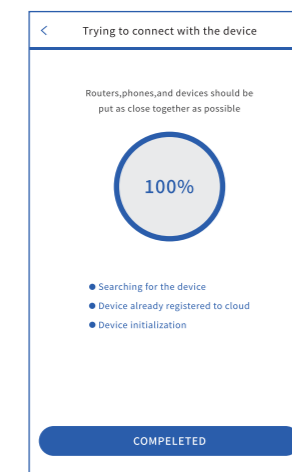 Trying to connect with the device
Routers,phones,and devices should be
put as close together as possible
100%
Searching for the device
Device already registered to cloud
Device initialization
COMPELETED